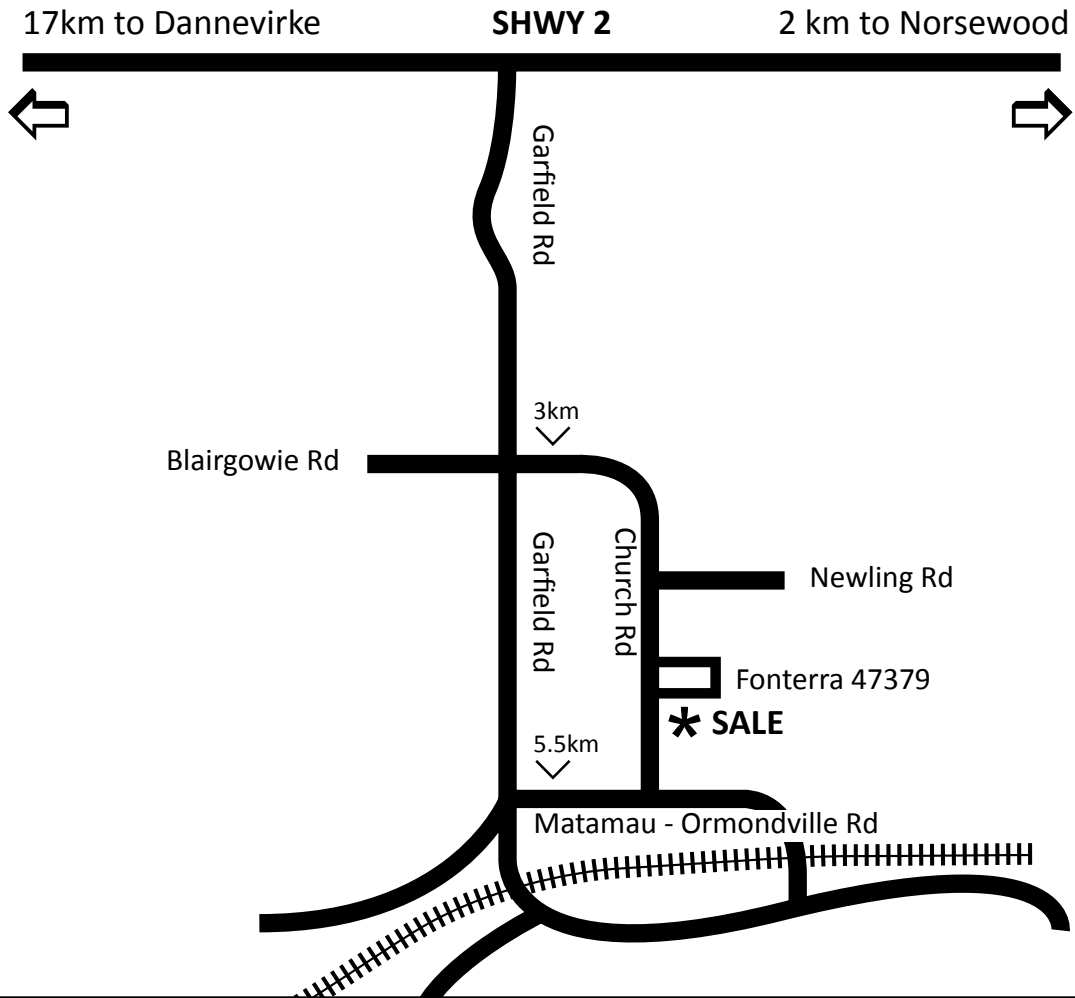 17km to Dannevirke
SHWY 2
2 km to Norsewood
Garfield Rd
3km
Blairgowie Rd
Garfield Rd
Church Rd
Newling Rd
Fonterra 47379
* SALE
5.5km
Matamau - Ormondville Rd